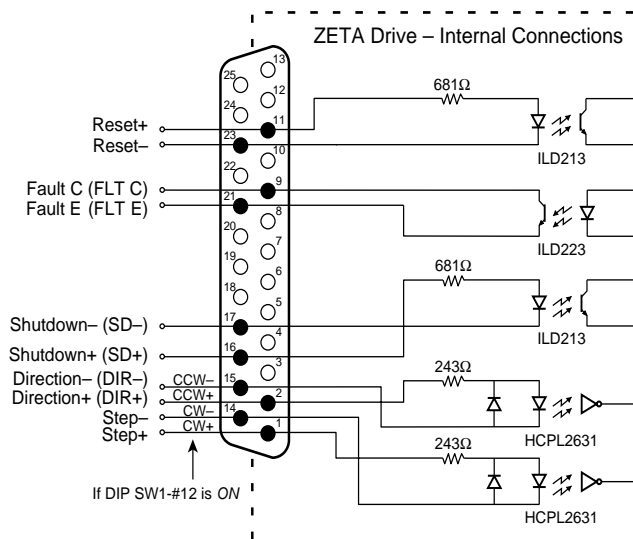 ZETA Drive – Internal Connections
13
25
12
24
11
23
10
22
9
21
8
20
7
19
6
18
5
17
4
16
3
15
2
14
1
Reset+
Reset–
681Ω
ILD213
Fault C (FLT C)
Fault E (FLT E)
ILD223
Shutdown– (SD–)
Shutdown+ (SD+)
681Ω
ILD213
Direction– (DIR–)
CCW–
Direction+ (DIR+)
CCW+
243Ω
HCPL2631
Step–
CW–
Step+
CW+
243Ω
HCPL2631
If DIP SW1-#12 is ON